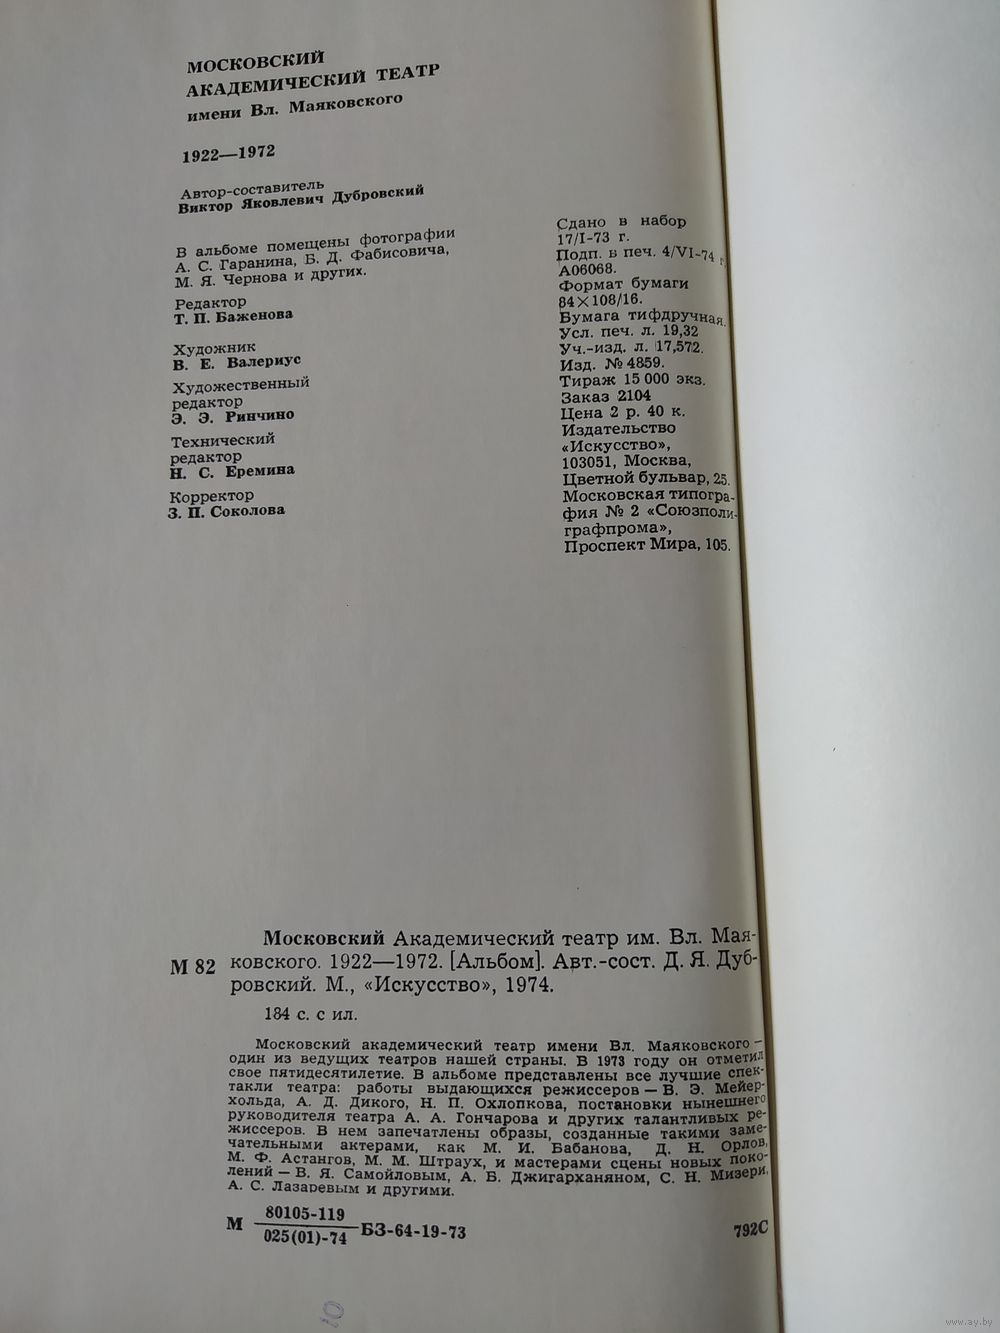 МОСКОВСКИЙ
АКАДЕМИЧЕСКИЙ ТЕАТР
имени Вл. Маяковского
1922—1972
Автор-составитель
Виктор Яковлевич Дубровский
В альбоме помещены фотографии
А. С. Гаранина, Б. Д. Фабисовича,
М. Я. Чернова и других.
Редактор
Т. П. Баженова
Художник
В. Е. Валериус
Художественный
редактор
Э. Э. Ринчино
Технический
редактор
Н. С. Еремина
Корректор
З. П. Соколова
Сдано в набор
17/I-73 г.
Подп. в печ. 4/VI-74 г.
А06068.
Формат бумаги
84×108/16.
Бумага тифдручная.
Усл. печ. л. 19,32
Уч.-изд. л. 17,572.
Изд. № 4859.
Тираж 15 000 экз.
Заказ 2104
Цена 2 р. 40 к.
Издательство
«Искусство»,
103051, Москва,
Цветной бульвар, 25.
Московская типогра-
фия № 2 «Союзполи-
графпрома»,
Проспект Мира, 105.
Московский Академический театр им. Вл. Мая-
М 82 ковского. 1922—1972. [Альбом]. Авт.-сост. Д. Я. Дуб-
ровский. М., «Искусство», 1974.
184 с. с ил.
Московский академический театр имени Вл. Маяковского —
один из ведущих театров нашей страны. В 1973 году он отметил
свое пятидесятилетие. В альбоме представлены все лучшие спек-
такли театра: работы выдающихся режиссеров — В. Э. Мейер-
хольда, А. Д. Дикого, Н. П. Охлопкова, постановки нынешнего
руководителя театра А. А. Гончарова и других талантливых ре-
жиссеров. В нем запечатлены образы, созданные такими заме-
чательными актерами, как М. И. Бабанова, Д. Н. Орлов,
М. Ф. Астангов, М. М. Штраух, и мастерами сцены новых поко-
лений — В. Я. Самойловым, А. Б. Джигарханяном, С. Н. Мизери,
А. С. Лазаревым и другими.
М 80105-119
025(01)-74 БЗ-64-19-73 792С
www.ay.by